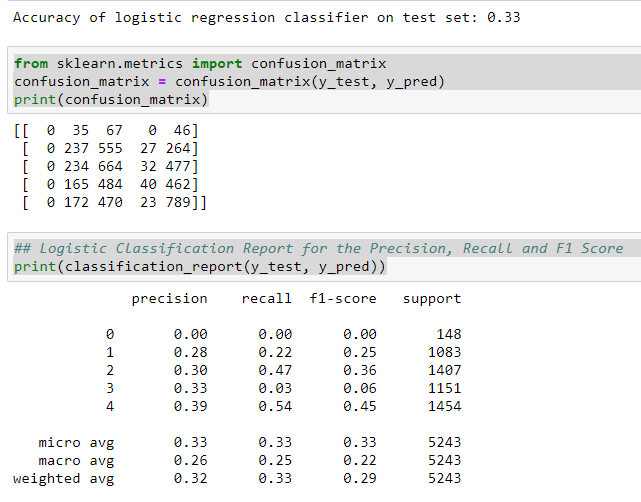 Accuracy of logistic regression classifier on test set: 0.33
from sklearn.metrics import confusion_matrix
confusion_matrix = confusion_matrix(y_test, y_pred)
print(confusion_matrix)
[[  0  35  67   0  46]
 [  0 237 555  27 264]
 [  0 234 664  32 477]
 [  0 165 484  40 462]
 [  0 172 470  23 789]]
## Logistic Classification Report for the Precision, Recall and F1 Score
print(classification_report(y_test, y_pred))
              precision    recall  f1-score   support
           0       0.00      0.00      0.00       148
           1       0.28      0.22      0.25      1083
           2       0.30      0.47      0.36      1407
           3       0.33      0.03      0.06      1151
           4       0.39      0.54      0.45      1454
   micro avg       0.33      0.33      0.33      5243
   macro avg       0.26      0.25      0.22      5243
weighted avg       0.32      0.33      0.29      5243